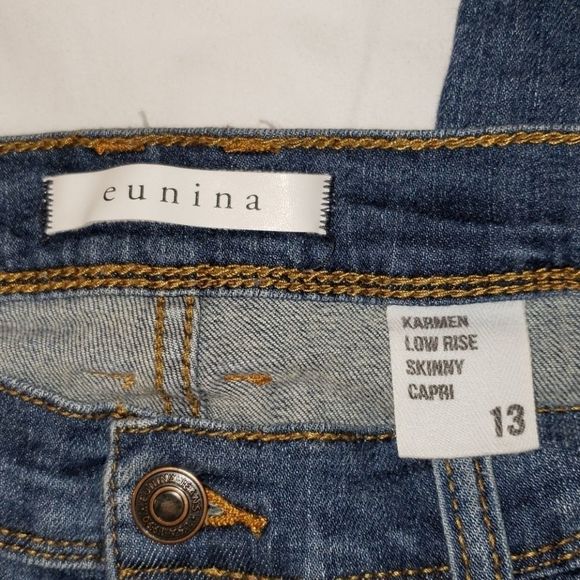 eunina
KARMEN
LOW RISE
SKINNY
CAPRI
13